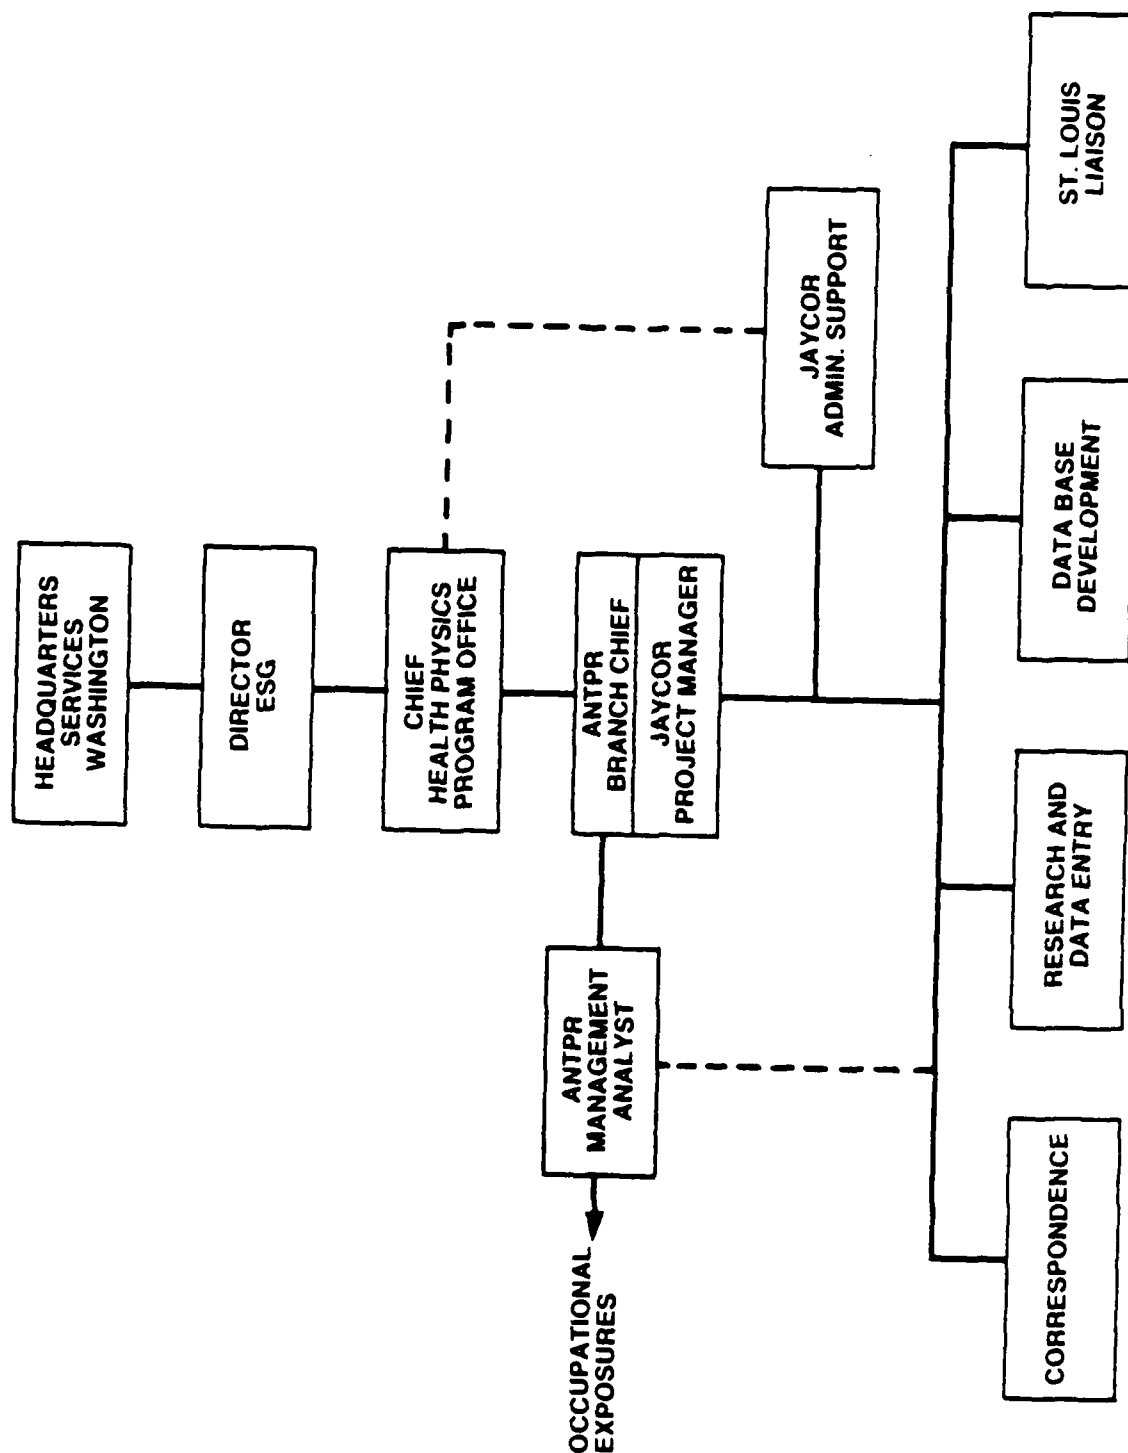 HEADQUARTERS
SERVICES
WASHINGTON
DIRECTOR
ESG
CHIEF
HEALTH PHYSICS
PROGRAM OFFICE
ANTPR
BRANCH CHIEF
JAYCOR
PROJECT MANAGER
ANTPR
MANAGEMENT
ANALYST
OCCUPATIONAL
EXPOSURES
JAYCOR
ADMIN. SUPPORT
CORRESPONDENCE
RESEARCH AND
DATA ENTRY
DATA BASE
DEVELOPMENT
ST. LOUIS
LIAISON